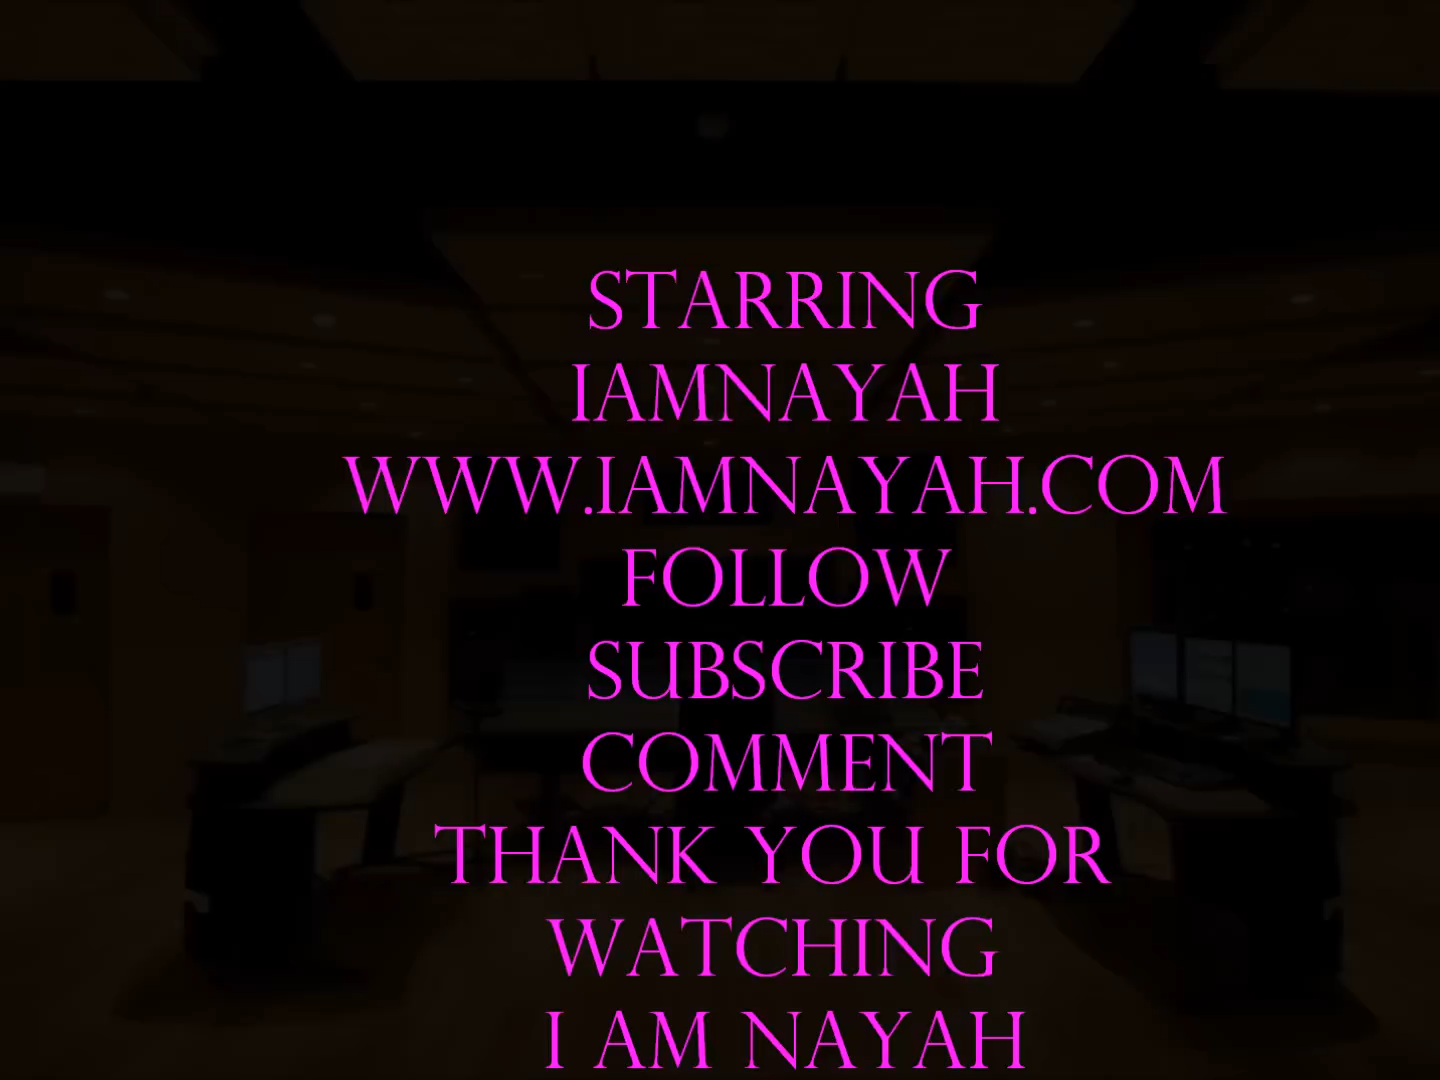 STARRING
IAMNAYAH
WWW.IAMNAYAH.COM
FOLLOW
SUBSCRIBE
COMMENT
THANK YOU FOR
WATCHING
I AM NAYAH